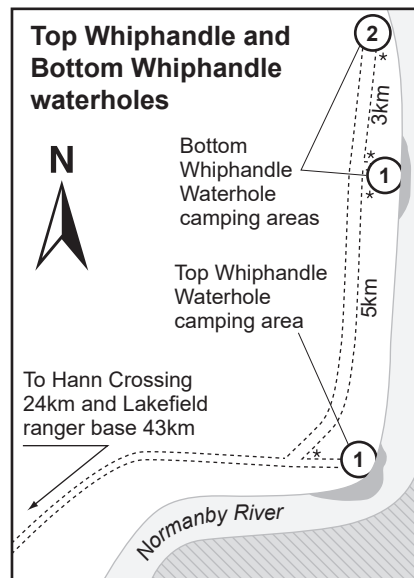 Top Whiphandle and
Bottom Whiphandle
waterholes
2
*
3km
N
Bottom
Whiphandle
Waterhole
camping areas
*
1
*
Top Whiphandle
Waterhole
camping area
5km
To Hann Crossing
24km and Lakefield
ranger base 43km
*
1
Normanby River